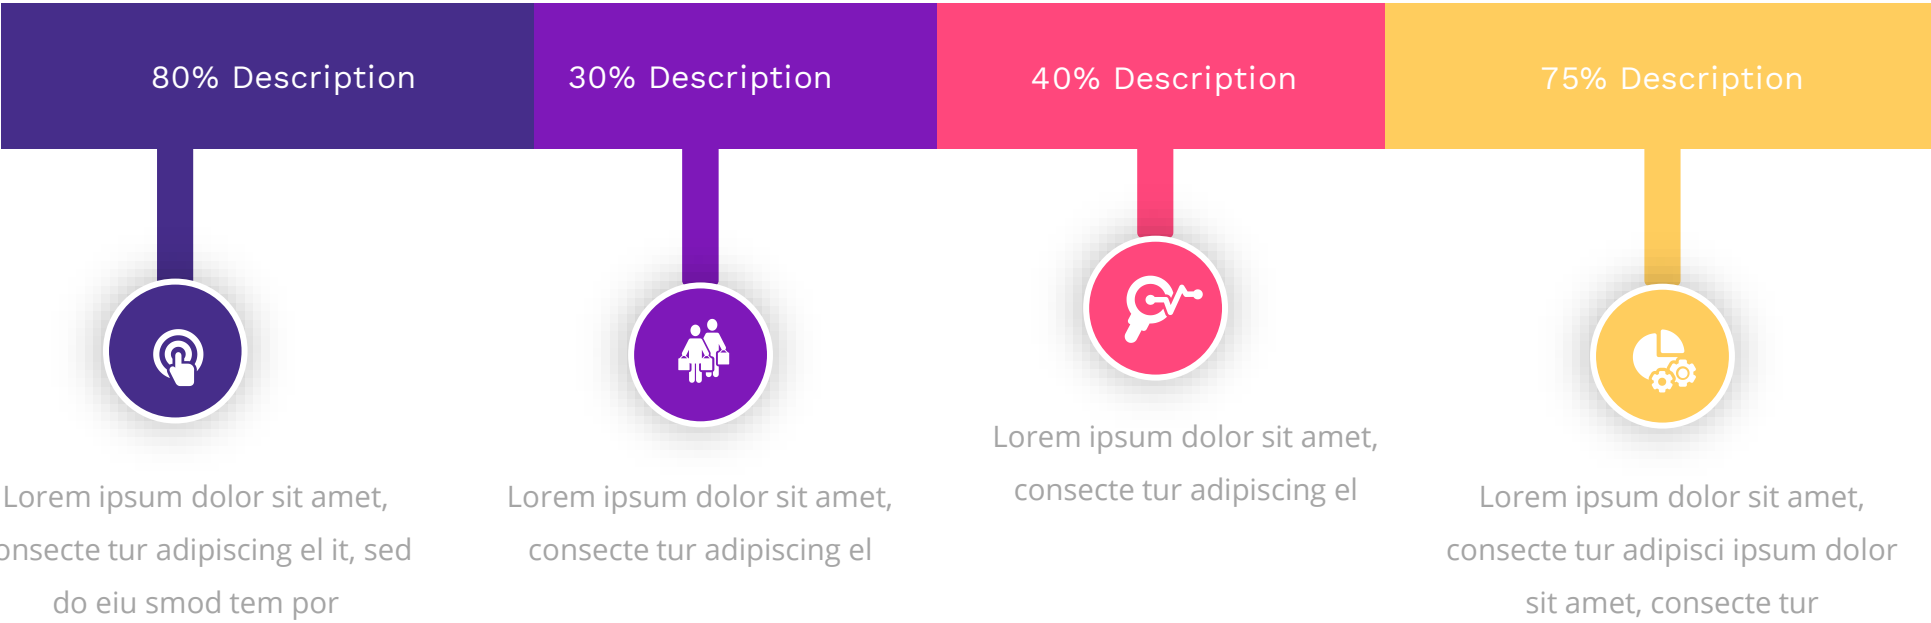 80% Description
30% Description
40% Description
75% Description
Lorem ipsum dolor sit amet,
onsecte tur adipiscing el it, sed
do eiu smod tem por
Lorem ipsum dolor sit amet,
consecte tur adipiscing el
Lorem ipsum dolor sit amet,
consecte tur adipiscing el
Lorem ipsum dolor sit amet,
consecte tur adipisci ipsum dolor
sit amet, consecte tur